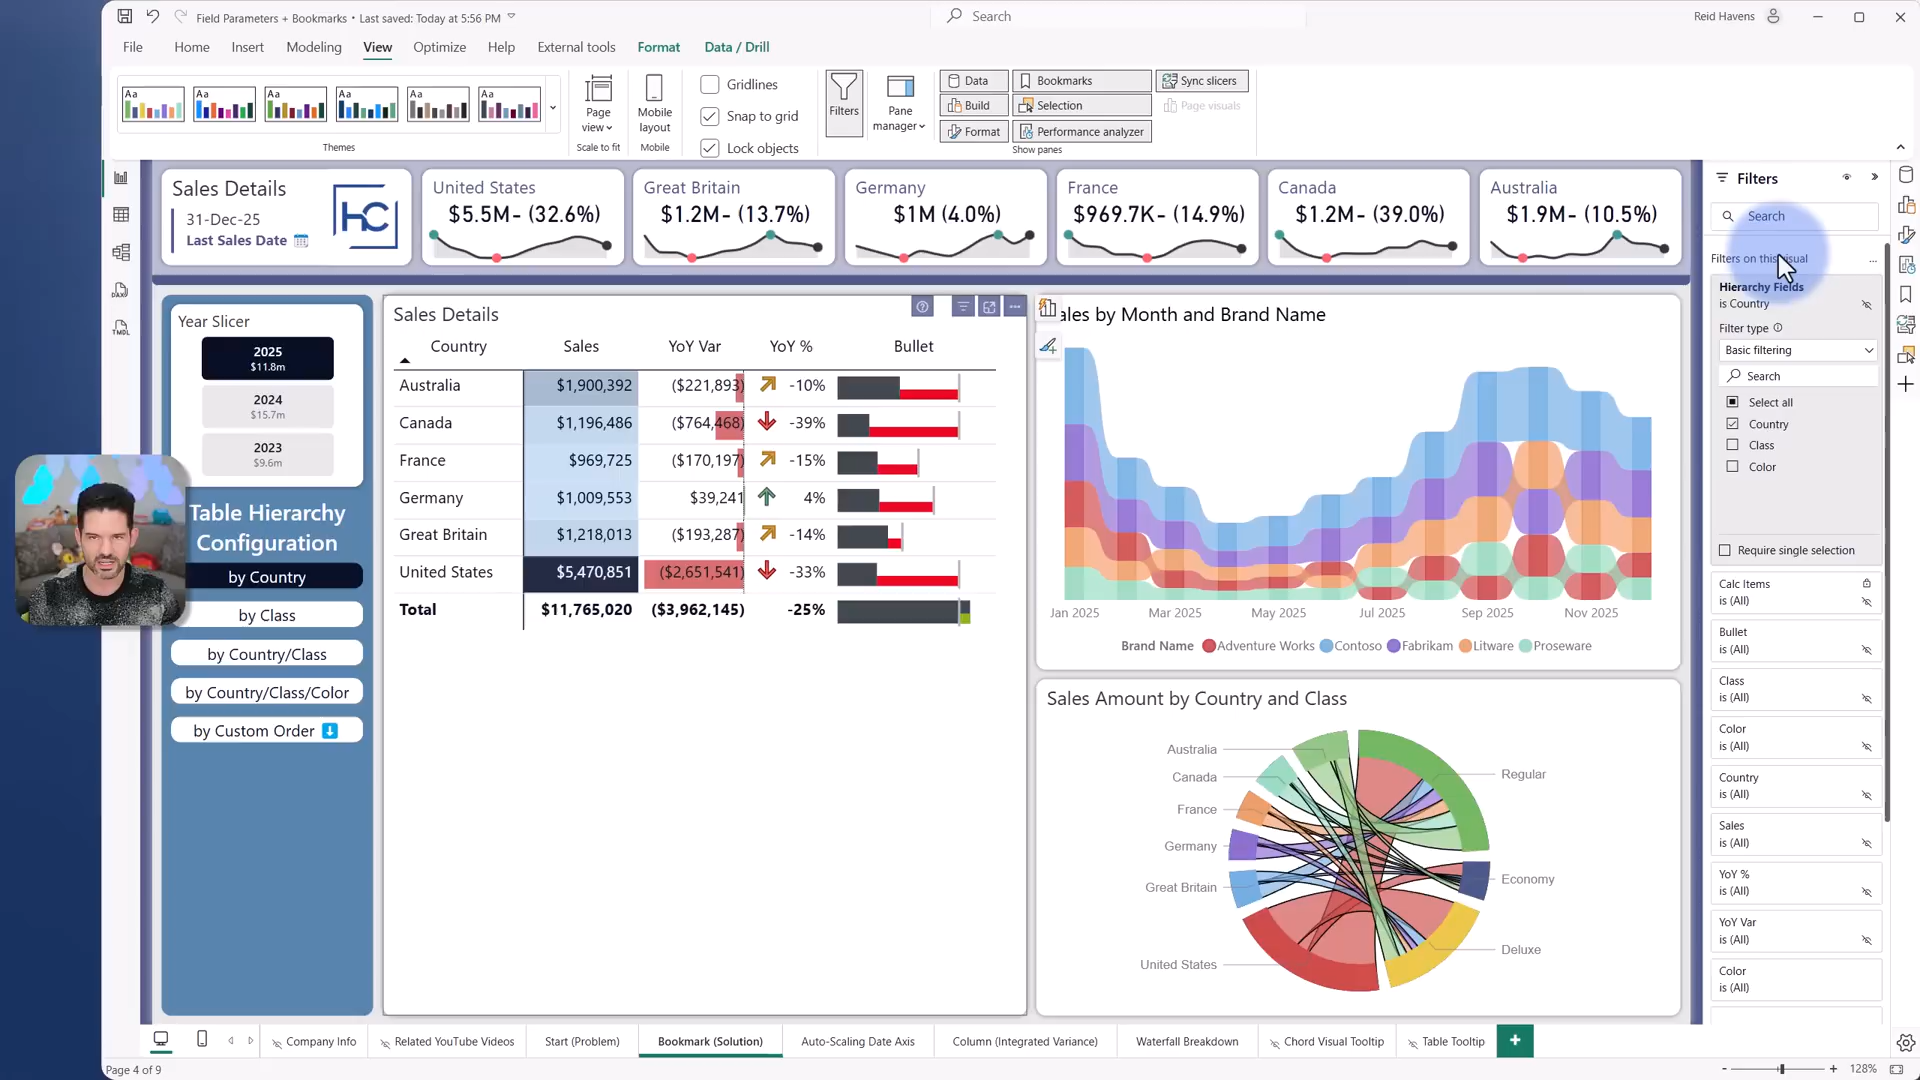 Field Parameters + Bookmarks • Last saved: Today at 5:56 PM
Search
Reid Havens
File
Home
Insert
Modeling
View
Optimize
Help
External tools
Format
Data / Drill
Aa
Aa
Aa
Aa
Aa
Aa
Themes
Page
view
Scale to fit
Mobile
layout
Mobile
Gridlines
Snap to grid
Lock objects
Filters
Pane
manager
Data
Bookmarks
Sync slicers
Build
Selection
Page visuals
Format
Performance analyzer
Show panes
Sales Details
31-Dec-25
Last Sales Date
hc
United States
$5.5M- (32.6%)
Great Britain
$1.2M- (13.7%)
Germany
$1M (4.0%)
France
$969.7K- (14.9%)
Canada
$1.2M- (39.0%)
Australia
$1.9M- (10.5%)
Year Slicer
2025
$11.8m
2024
$15.7m
2023
$9.6m
Table Hierarchy
Configuration
by Country
by Class
by Country/Class
by Country/Class/Color
by Custom Order
Sales Details
Country Sales YoY Var YoY % Bullet
Australia $1,900,392 ($221,893) -10%
Canada $1,196,486 ($764,468) -39%
France $969,725 ($170,197) -15%
Germany $1,009,553 $39,241 4%
Great Britain $1,218,013 ($193,287) -14%
United States $5,470,851 ($2,651,541) -33%
Total $11,765,020 ($3,962,145) -25%
ales by Month and Brand Name
Jan 2025 Mar 2025 May 2025 Jul 2025 Sep 2025 Nov 2025
Brand Name Adventure Works Contoso Fabrikam Litware Proseware
Sales Amount by Country and Class
Australia
Canada
France
Germany
Great Britain
United States
Regular
Economy
Deluxe
Filters
Search
Filters on this visual
Hierarchy Fields
is Country
Filter type
Basic filtering
Search
Select all
Country
Class
Color
Require single selection
Calc Items
is (All)
Bullet
is (All)
Class
is (All)
Color
is (All)
Country
is (All)
Sales
is (All)
YoY %
is (All)
YoY Var
is (All)
Color
is (All)
DAX
TMDL
Company Info
Related YouTube Videos
Start (Problem)
Bookmark (Solution)
Auto-Scaling Date Axis
Column (Integrated Variance)
Waterfall Breakdown
Chord Visual Tooltip
Table Tooltip
Page 4 of 9
128%